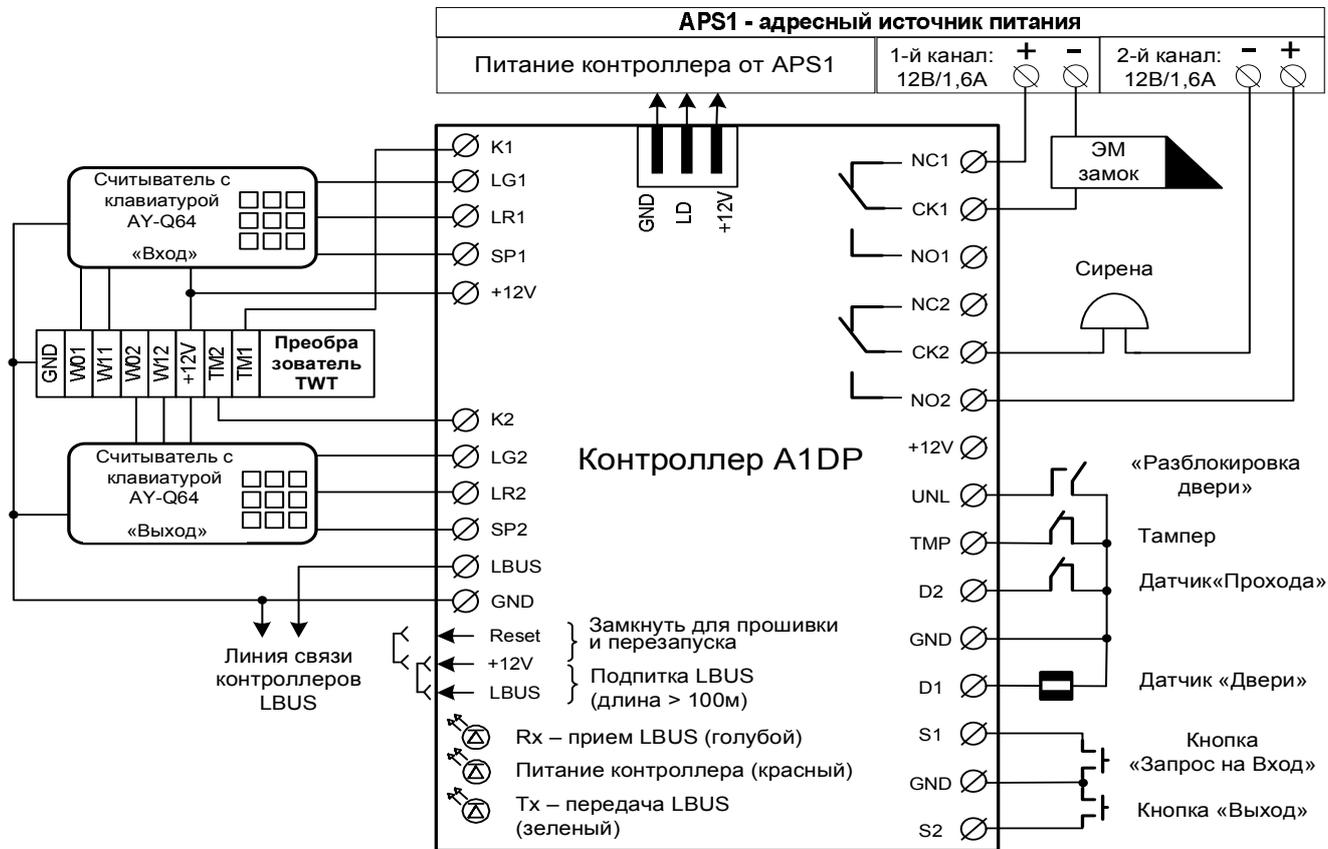 APS1 - адресный источник питания
Питание контроллера от APS1
1-й канал:
12В/1,6А
+
−
2-й канал:
12В/1,6А
−
+
GND
LD
+12V
Считыватель с
клавиатурой
AY-Q64
«Вход»
K1
LG1
LR1
SP1
+12V
GND
W01
W11
W02
W12
+12V
TM2
TM1
Преобра
зователь
TWT
Считыватель с
клавиатурой
AY-Q64
«Выход»
K2
LG2
LR2
SP2
LBUS
GND
Линия связи
контроллеров
LBUS
Reset
+12V
LBUS
Замкнуть для прошивки
и перезапуска
Подпитка LBUS
(длина > 100м)
Rx – прием LBUS (голубой)
Питание контроллера (красный)
Tx – передача LBUS
(зеленый)
Контроллер A1DP
NC1
CK1
NO1
NC2
CK2
NO2
+12V
UNL
TMP
D2
GND
D1
S1
GND
S2
ЭМ
замок
Сирена
«Разблокировка
двери»
Тампер
Датчик«Прохода»
Датчик «Двери»
Кнопка
«Запрос на Вход»
Кнопка «Выход»